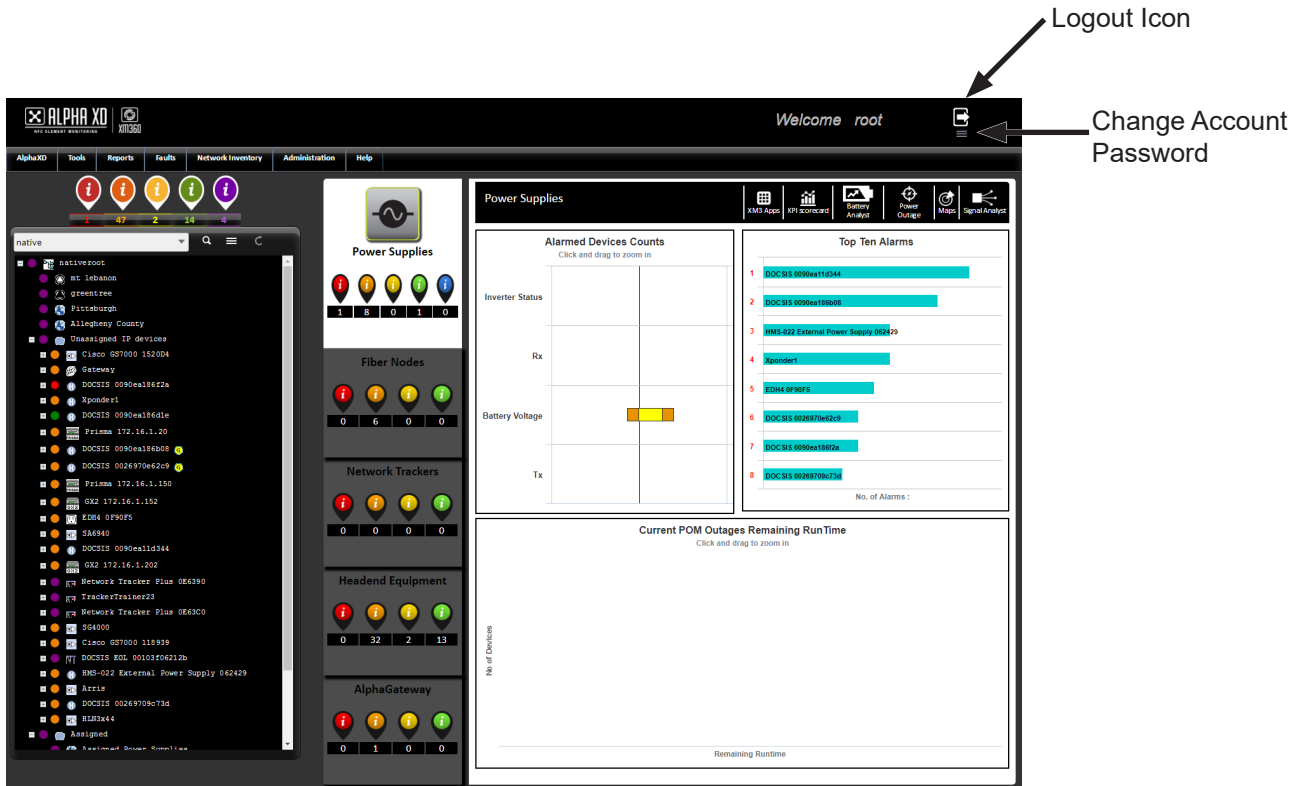 Logout Icon
Change Account
Password
ALPHA XD
HFC ELEMENT MONITORING
XM360
Welcome root
AlphaXD Tools Reports Faults Network Inventory Administration Help
1 47 2 14 4
native
nativeroot
mt lebanon
greentree
Pittsburgh
Allegheny County
Unassigned IP devices
Cisco GS7000 1520D4
Gateway
DOCSIS 0090ea186f2a
Xponder1
DOCSIS 0090ea186d1e
Prisma 172.16.1.20
DOCSIS 0090ea186b08
DOCSIS 0026970e62c9
Prisma 172.16.1.150
GX2 172.16.1.152
EDH4 0F90F5
SA6940
DOCSIS 0090ea11d344
GX2 172.16.1.202
Network Tracker Plus 0E6390
TrackerTrainer23
Network Tracker Plus 0E63C0
SG4000
Cisco GS7000 118939
DOCSIS EOL 00103f06212b
HMS-022 External Power Supply 062429
Arris
DOCSIS 00269709c73d
HLN3x44
Assigned
Assigned Power Supplies
Power Supplies
1 8 0 1 0
Fiber Nodes
0 6 0 0
Network Trackers
0 0 0 0
Headend Equipment
0 32 2 13
AlphaGateway
0 1 0 0
Power Supplies
XM3 Apps
KPI scorecard
Battery
Analyst
Power
Outage
Maps
Signal Analyst
Alarmed Devices Counts
Click and drag to zoom in
Inverter Status
Rx
Battery Voltage
Tx
Top Ten Alarms
1 DOCSIS 0090ea11d344
2 DOCSIS 0090ea186b08
3 HMS-022 External Power Supply 062429
4 Xponder1
5 EDH4 0F90F5
6 DOCSIS 0026970e62c9
7 DOCSIS 0090ea186f2a
8 DOCSIS 00269709c73d
No. of Alarms :
Current POM Outages Remaining RunTime
Click and drag to zoom in
No of Devices
Remaining Runtime